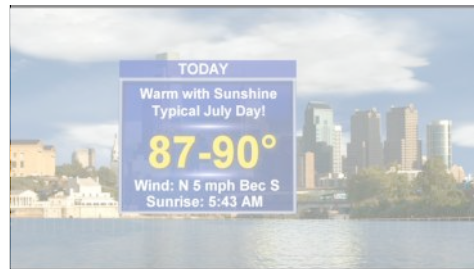 TODAY
Warm with Sunshine
Typical July Day!
87-90°
Wind: N 5 mph Bec S
Sunrise: 5:43 AM